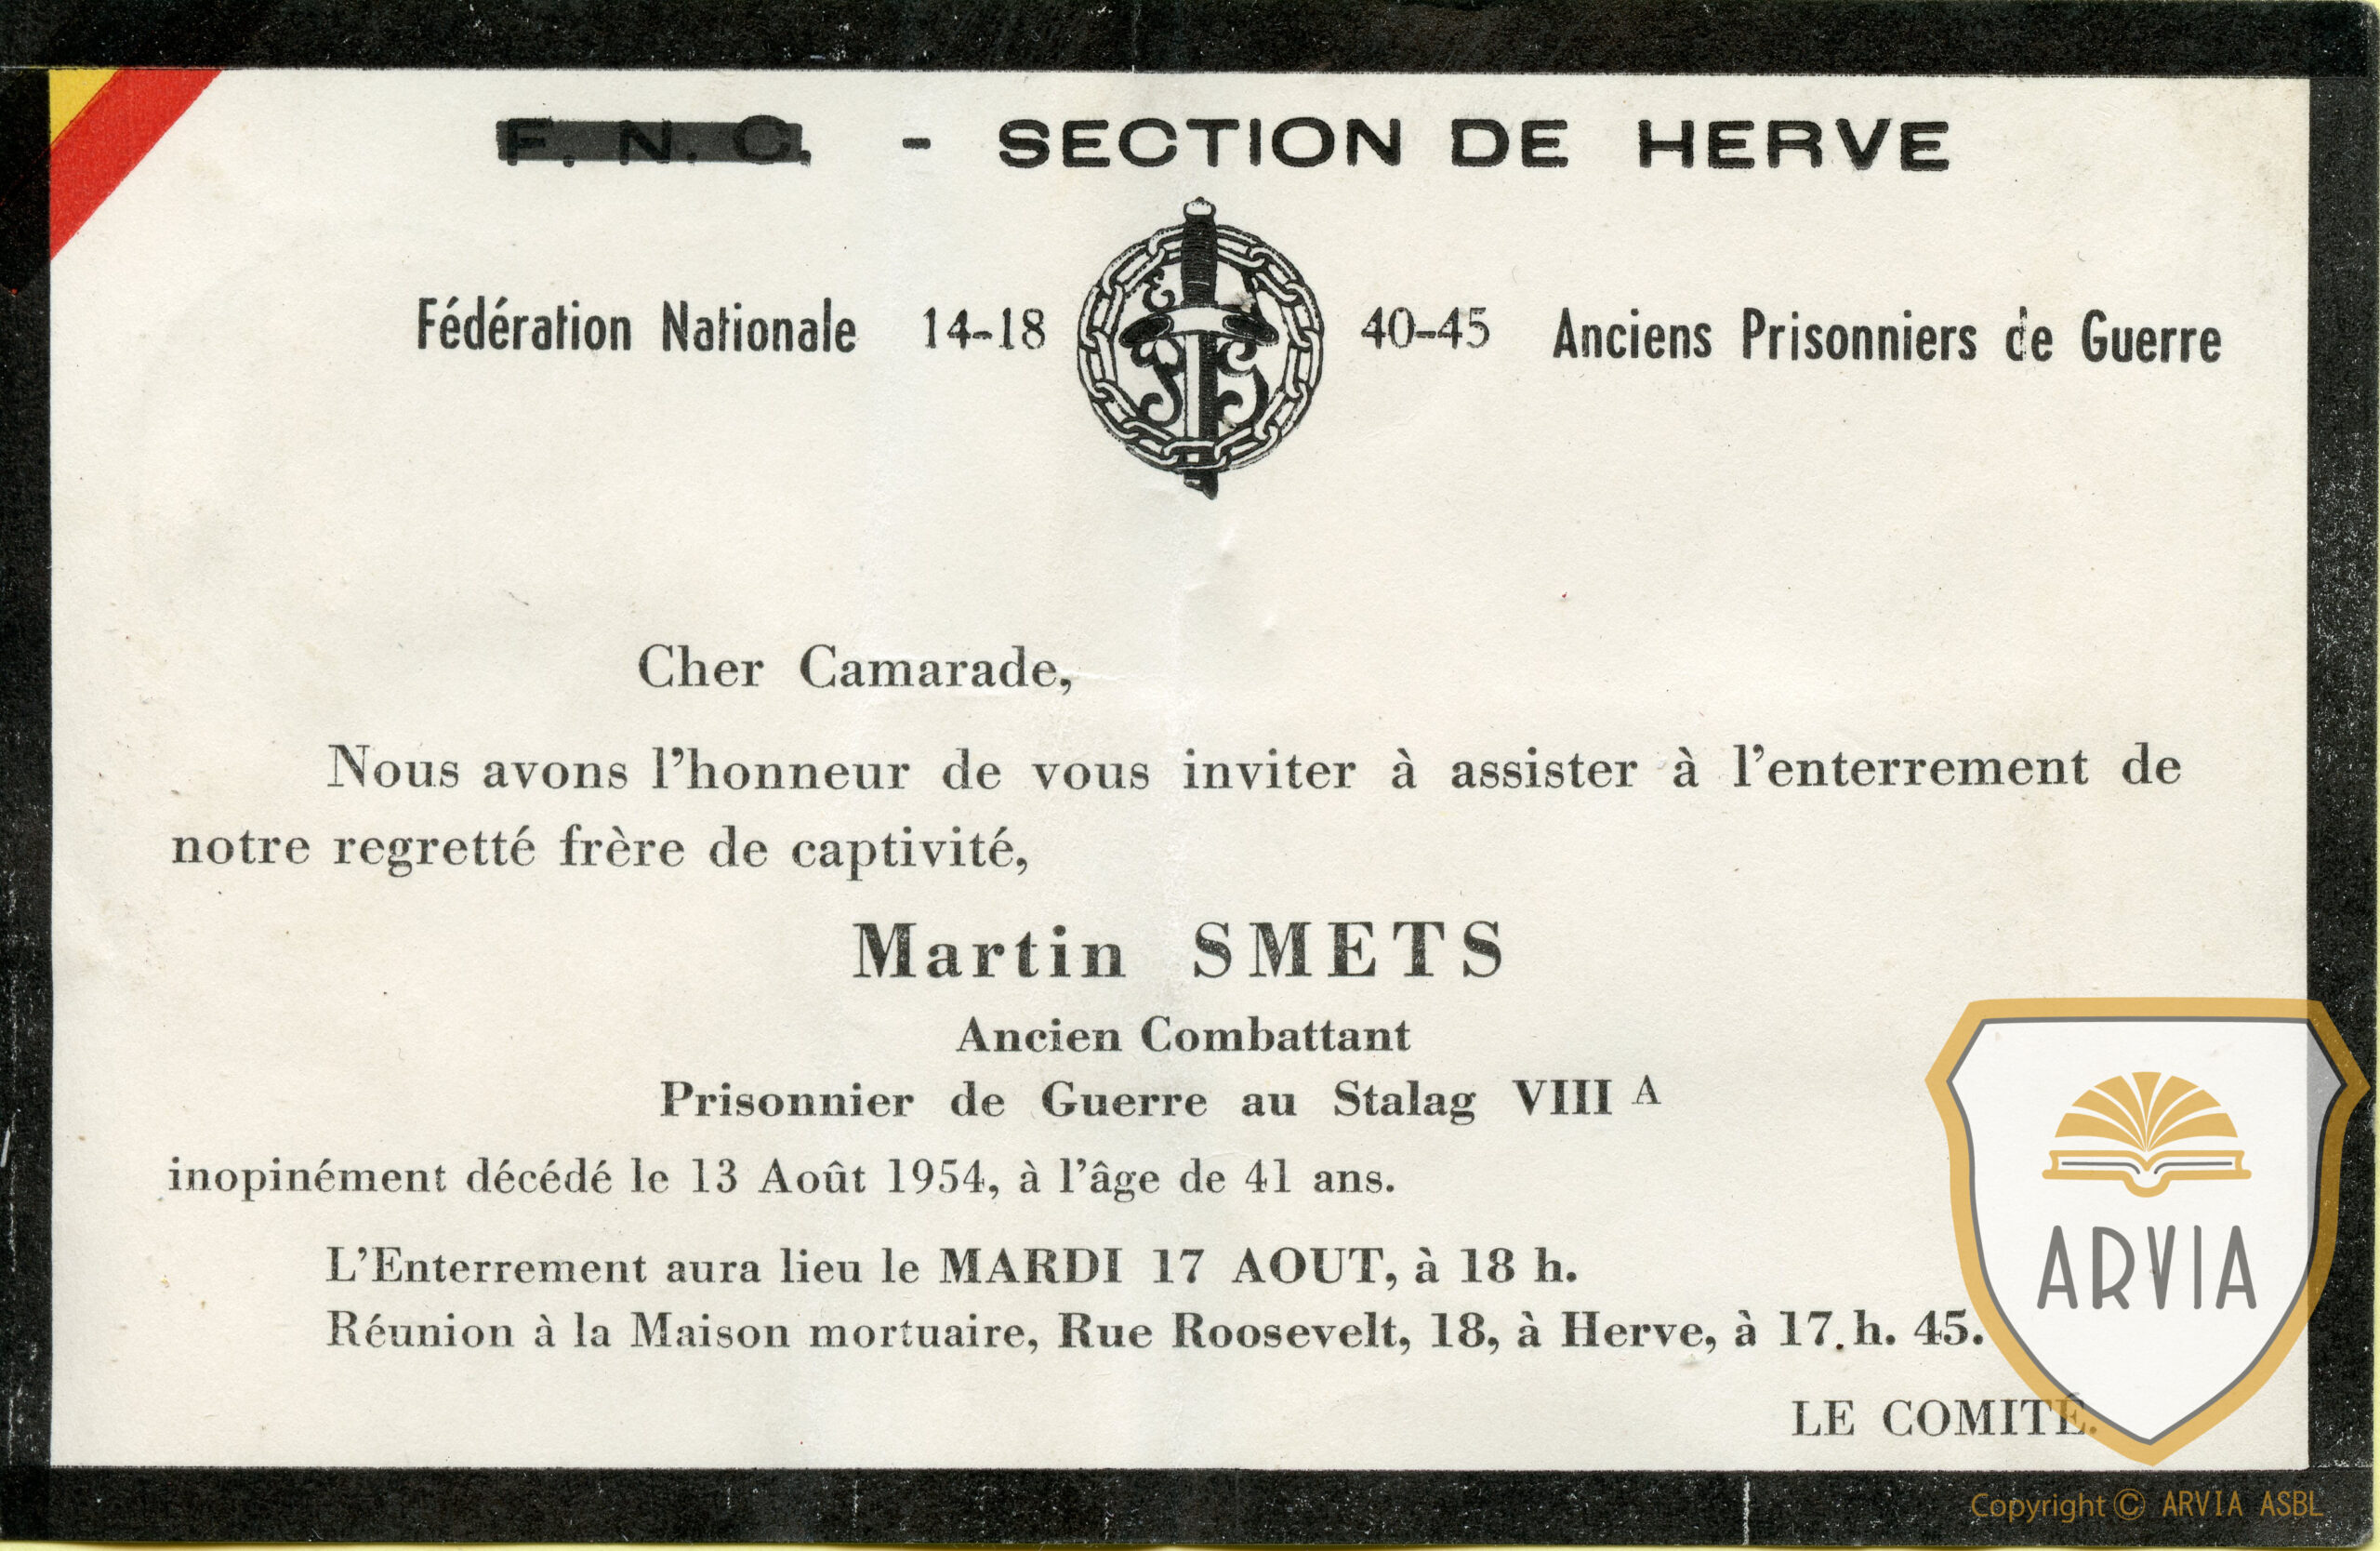 F. N. C. - SECTION DE HERVE
Fédération Nationale 14-18 40-45 Anciens Prisonniers de Guerre
Cher Camarade,
Nous avons l'honneur de vous inviter à assister à l'enterrement de
notre regretté frère de captivité,
Martin SMETS
Ancien Combattant
Prisonnier de Guerre au Stalag VIII A
inopinément décédé le 13 Août 1954, à l'âge de 41 ans.
L'Enterrement aura lieu le MARDI 17 AOUT, à 18 h.
Réunion à la Maison mortuaire, Rue Roosevelt, 18, à Herve, à 17.h. 45.
LE COMITÉ.
ARVIA
Copyright © ARVIA ASBL